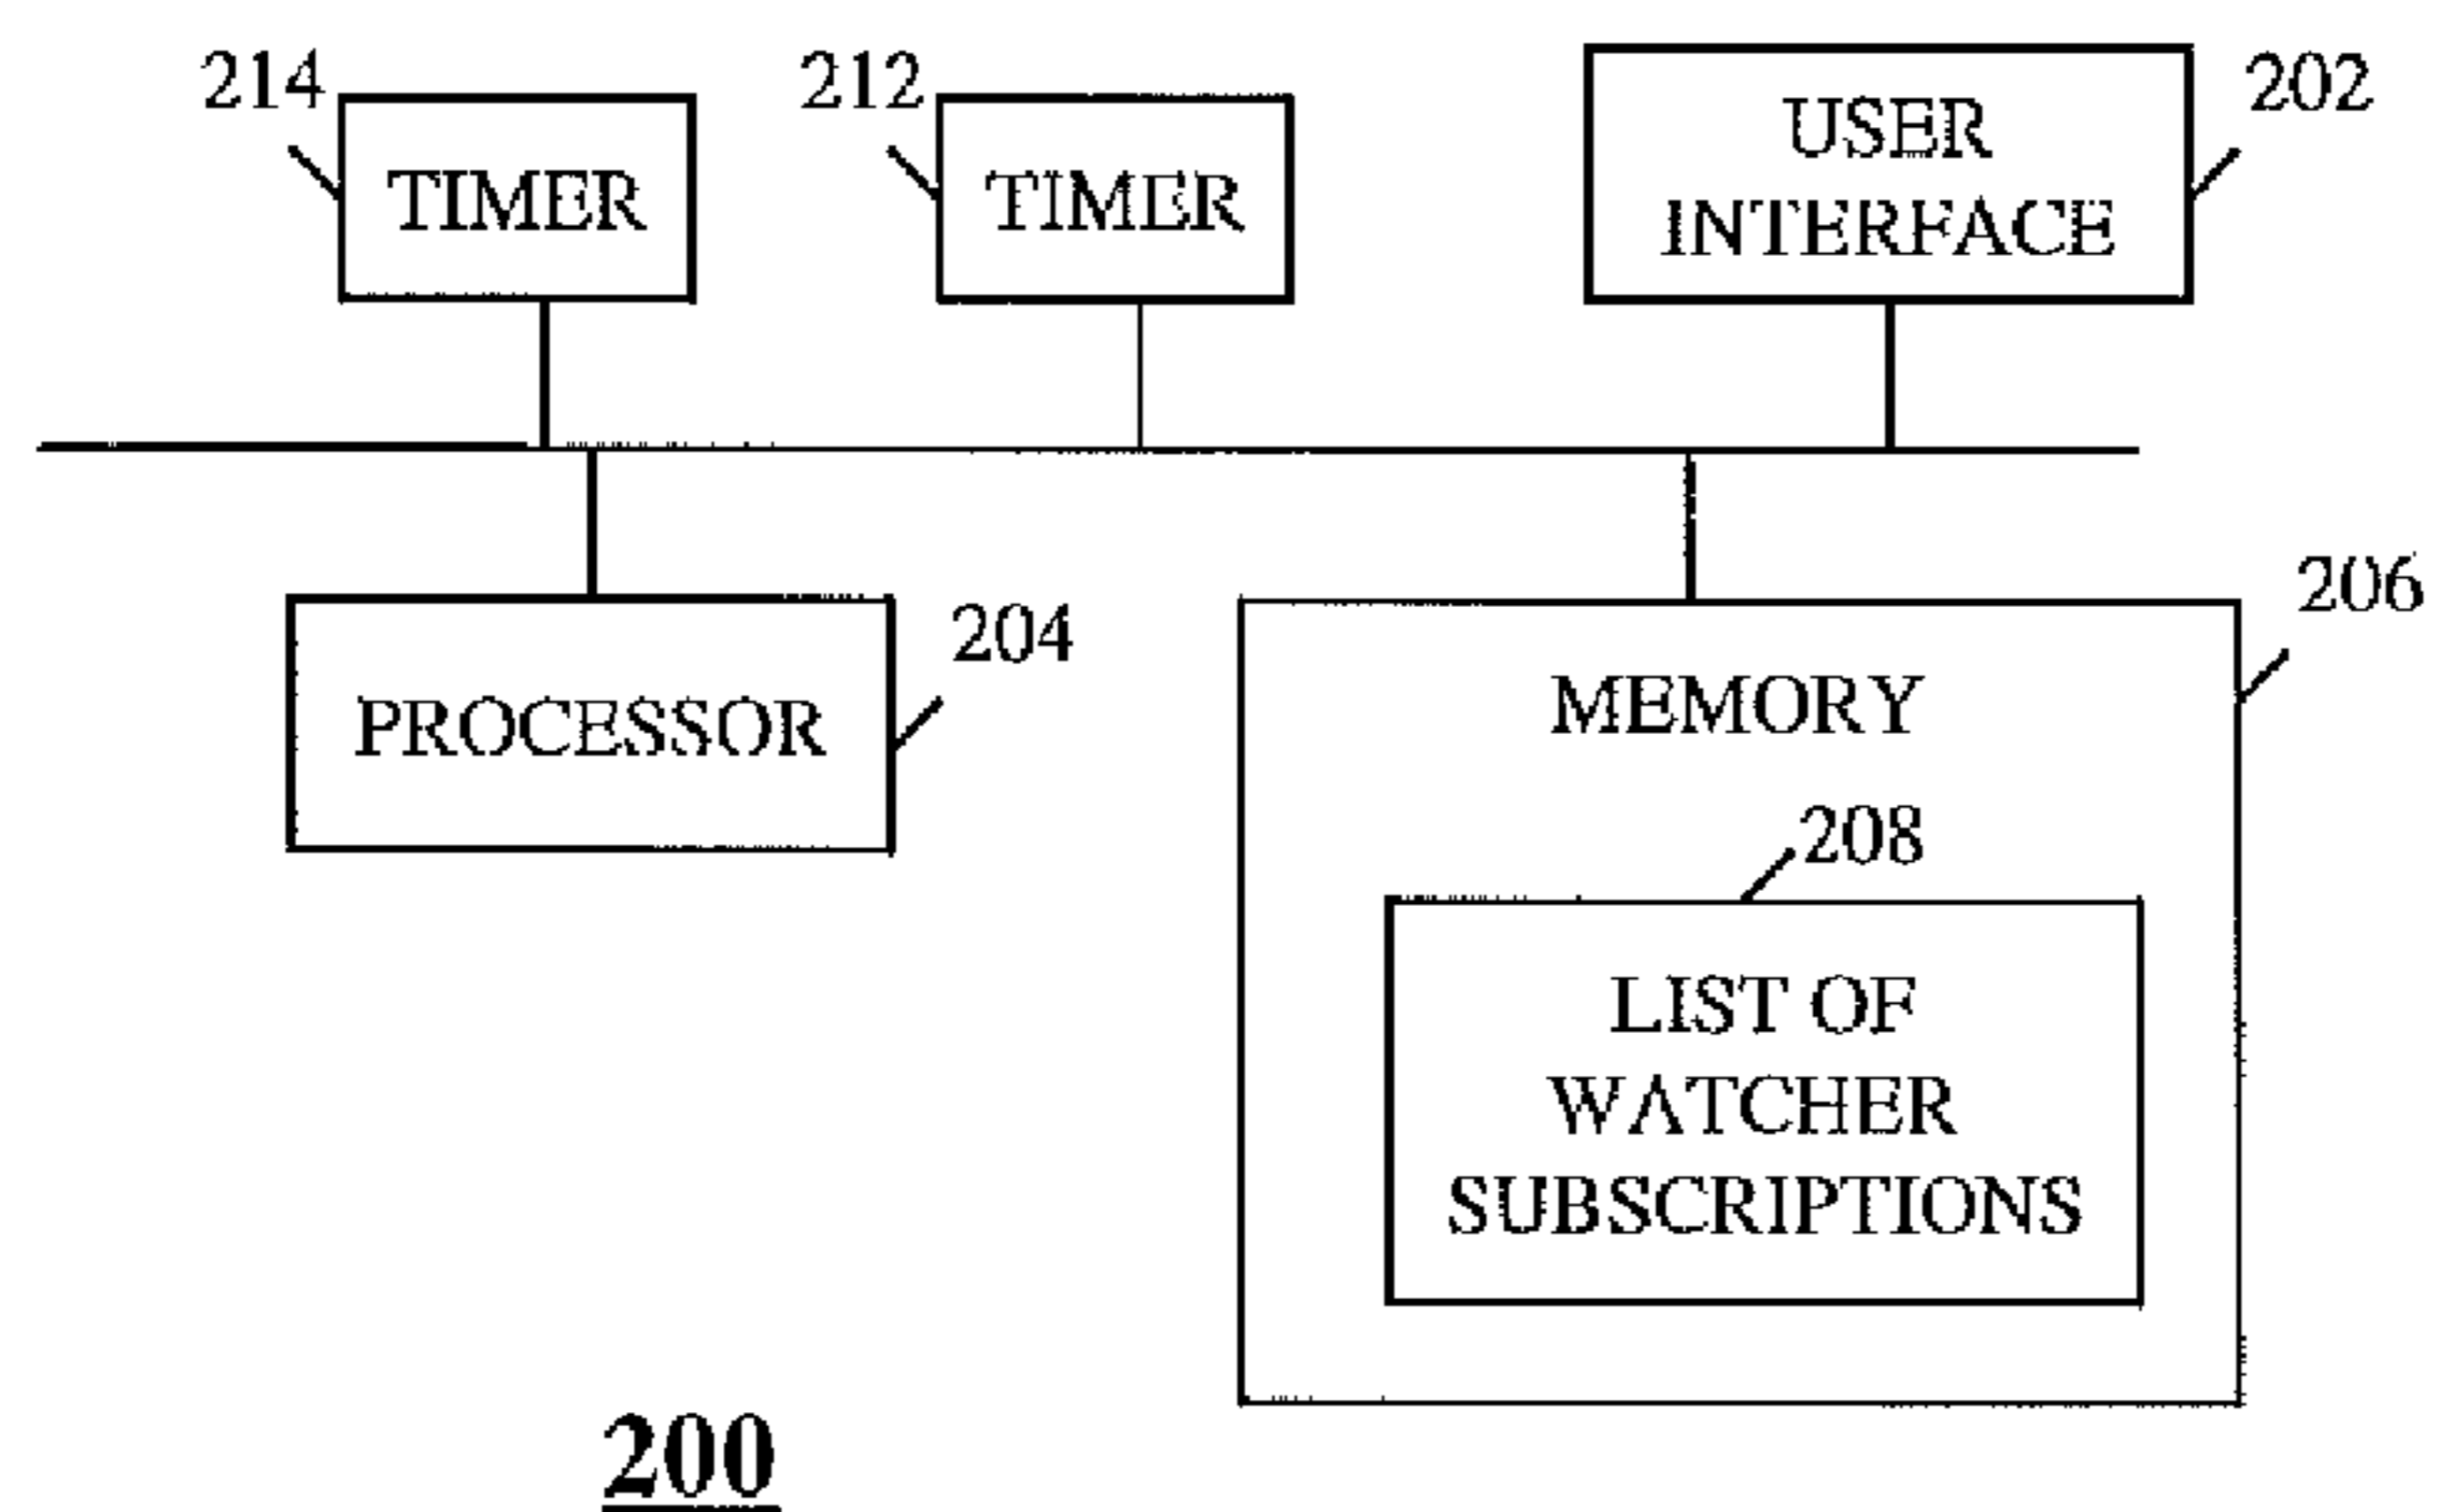 214
TIMER
212
TIMER
USER
INTERFACE
202
PROCESSOR
204
MEMORY
206
208
LIST OF
WATCHER
SUBSCRIPTIONS
200